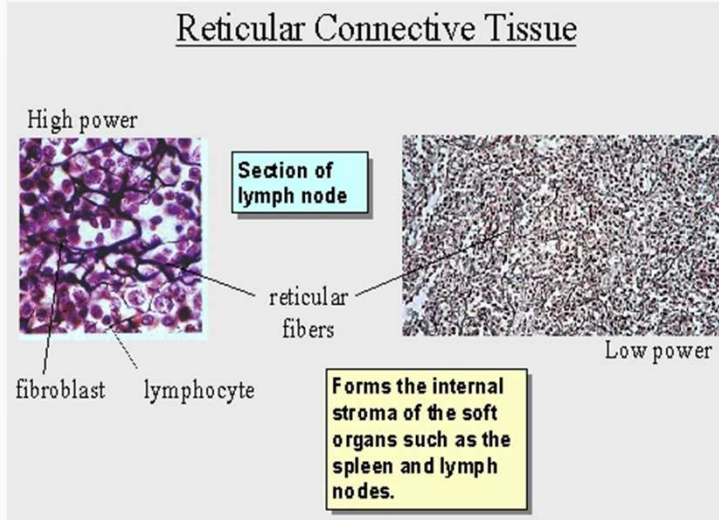 Reticular Connective Tissue
High power
Section of
lymph node
reticular
fibers
Low power
fibroblast
lymphocyte
Forms the internal
stroma of the soft
organs such as the
spleen and lymph
nodes.